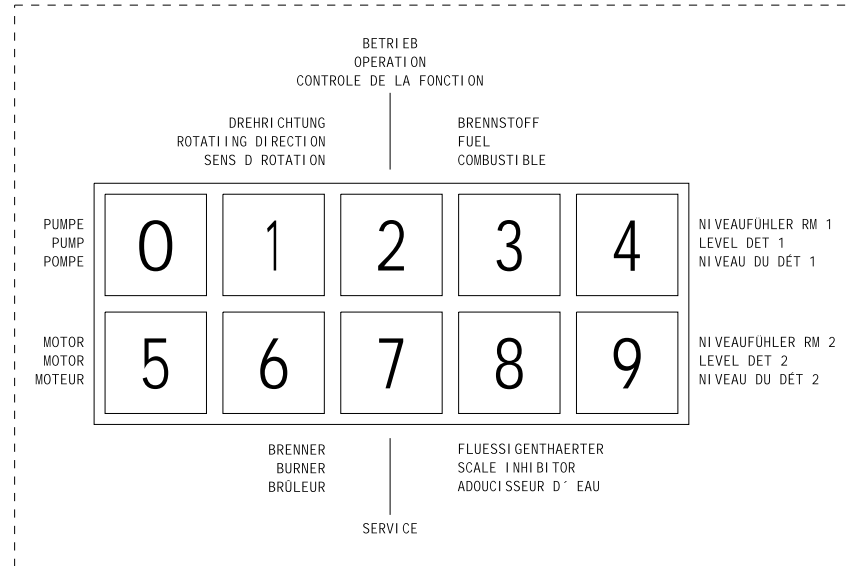 BETRIEB
OPERATION
CONTROLE DE LA FONCTION
DREHRICHTUNG
ROTATIING DIRECTION
SENS D ROTATION
BRENNSTOFF
FUEL
COMBUSTIBLE
PUMPE
PUMP
POMPE
0 1 2 3 4
NIVEAUFÜHLER RM 1
LEVEL DET 1
NIVEAU DU DÉT 1
MOTOR
MOTOR
MOTEUR
5 6 7 8 9
NIVEAUFÜHLER RM 2
LEVEL DET 2
NIVEAU DU DÉT 2
BRENNER
BURNER
BRÛLEUR
FLUESSIGENTHAERTER
SCALE INHIBITOR
ADOUCISSEUR D´ EAU
SERVICE